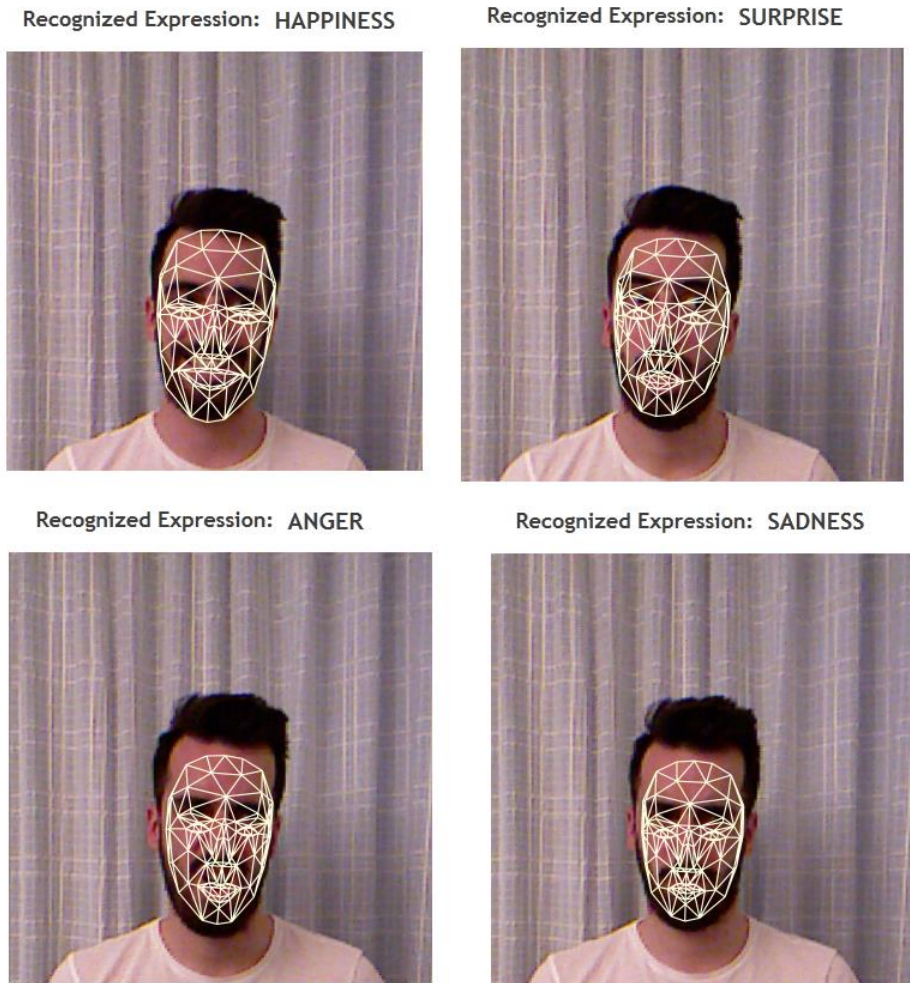 Recognized Expression: HAPPINESS
Recognized Expression: SURPRISE
Recognized Expression: ANGER
Recognized Expression: SADNESS